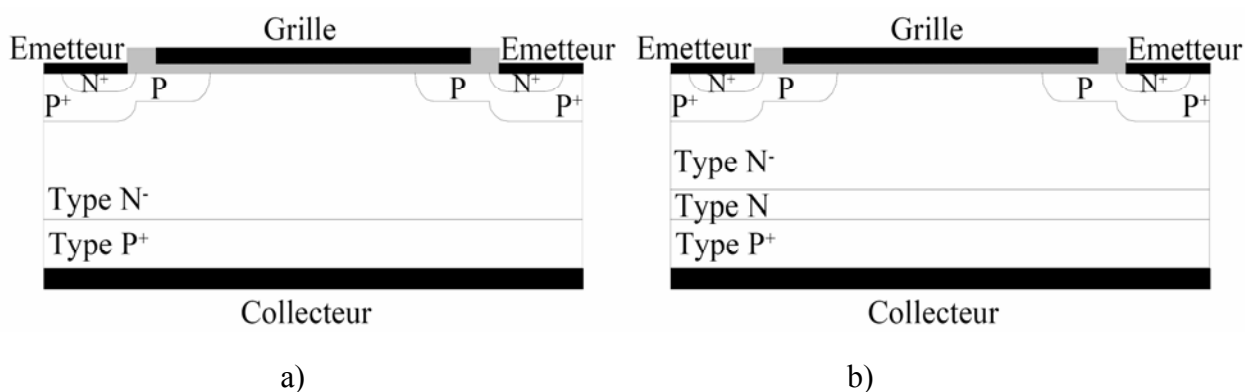 Grille
Emetteur Emetteur
N+ P P N+
P+ P+
Type N-
Type P+
Collecteur
a)
Grille
Emetteur Emetteur
N+ P P N+
P+ P+
Type N-
Type N
Type P+
Collecteur
b)